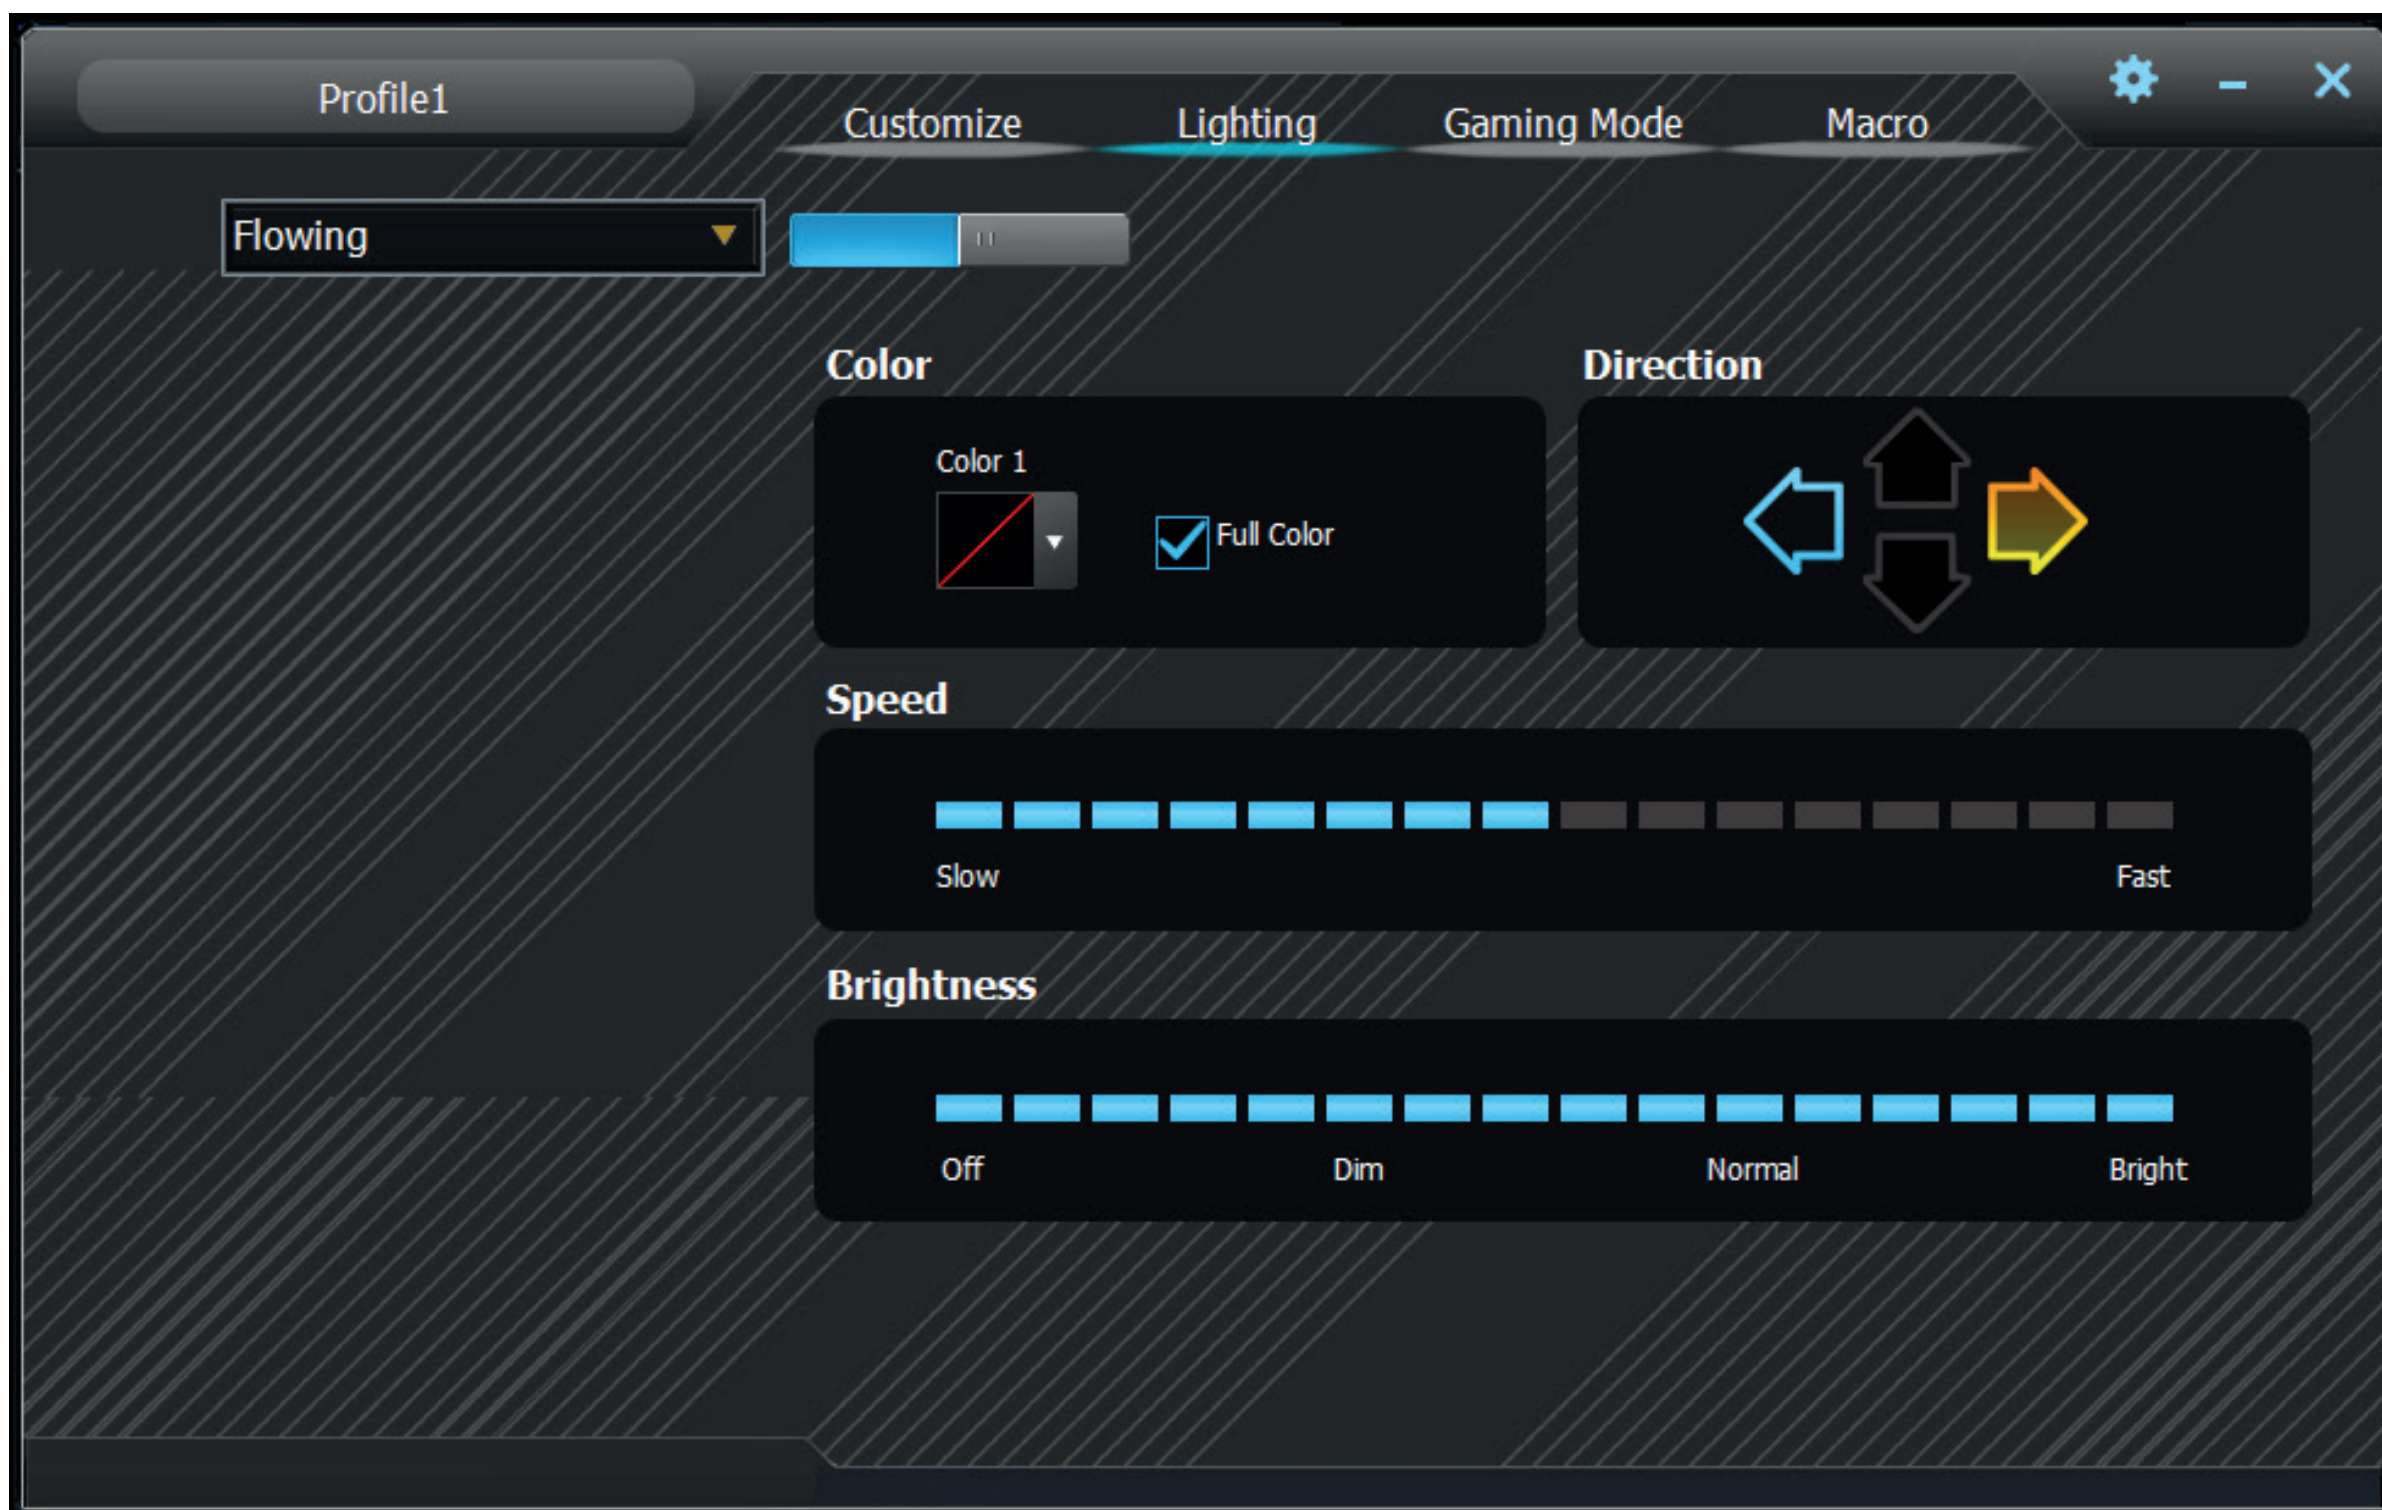 Profile1
Customize Lighting Gaming Mode Macro
Flowing
Color
Direction
Color 1
Full Color
Speed
Slow Fast
Brightness
Off Dim Normal Bright